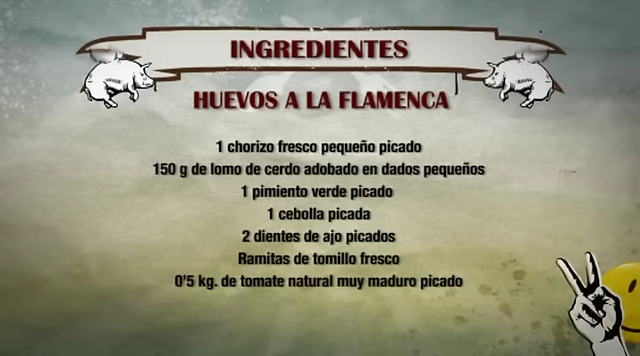 INGREDIENTES
HUEVOS A LA FLAMENCA
1 chorizo fresco pequeño picado
150 g de lomo de cerdo adobado en dados pequeños
1 pimiento verde picado
1 cebolla picada
2 dientes de ajo picados
Ramitas de tomillo fresco
0'5 kg. de tomate natural muy maduro picado